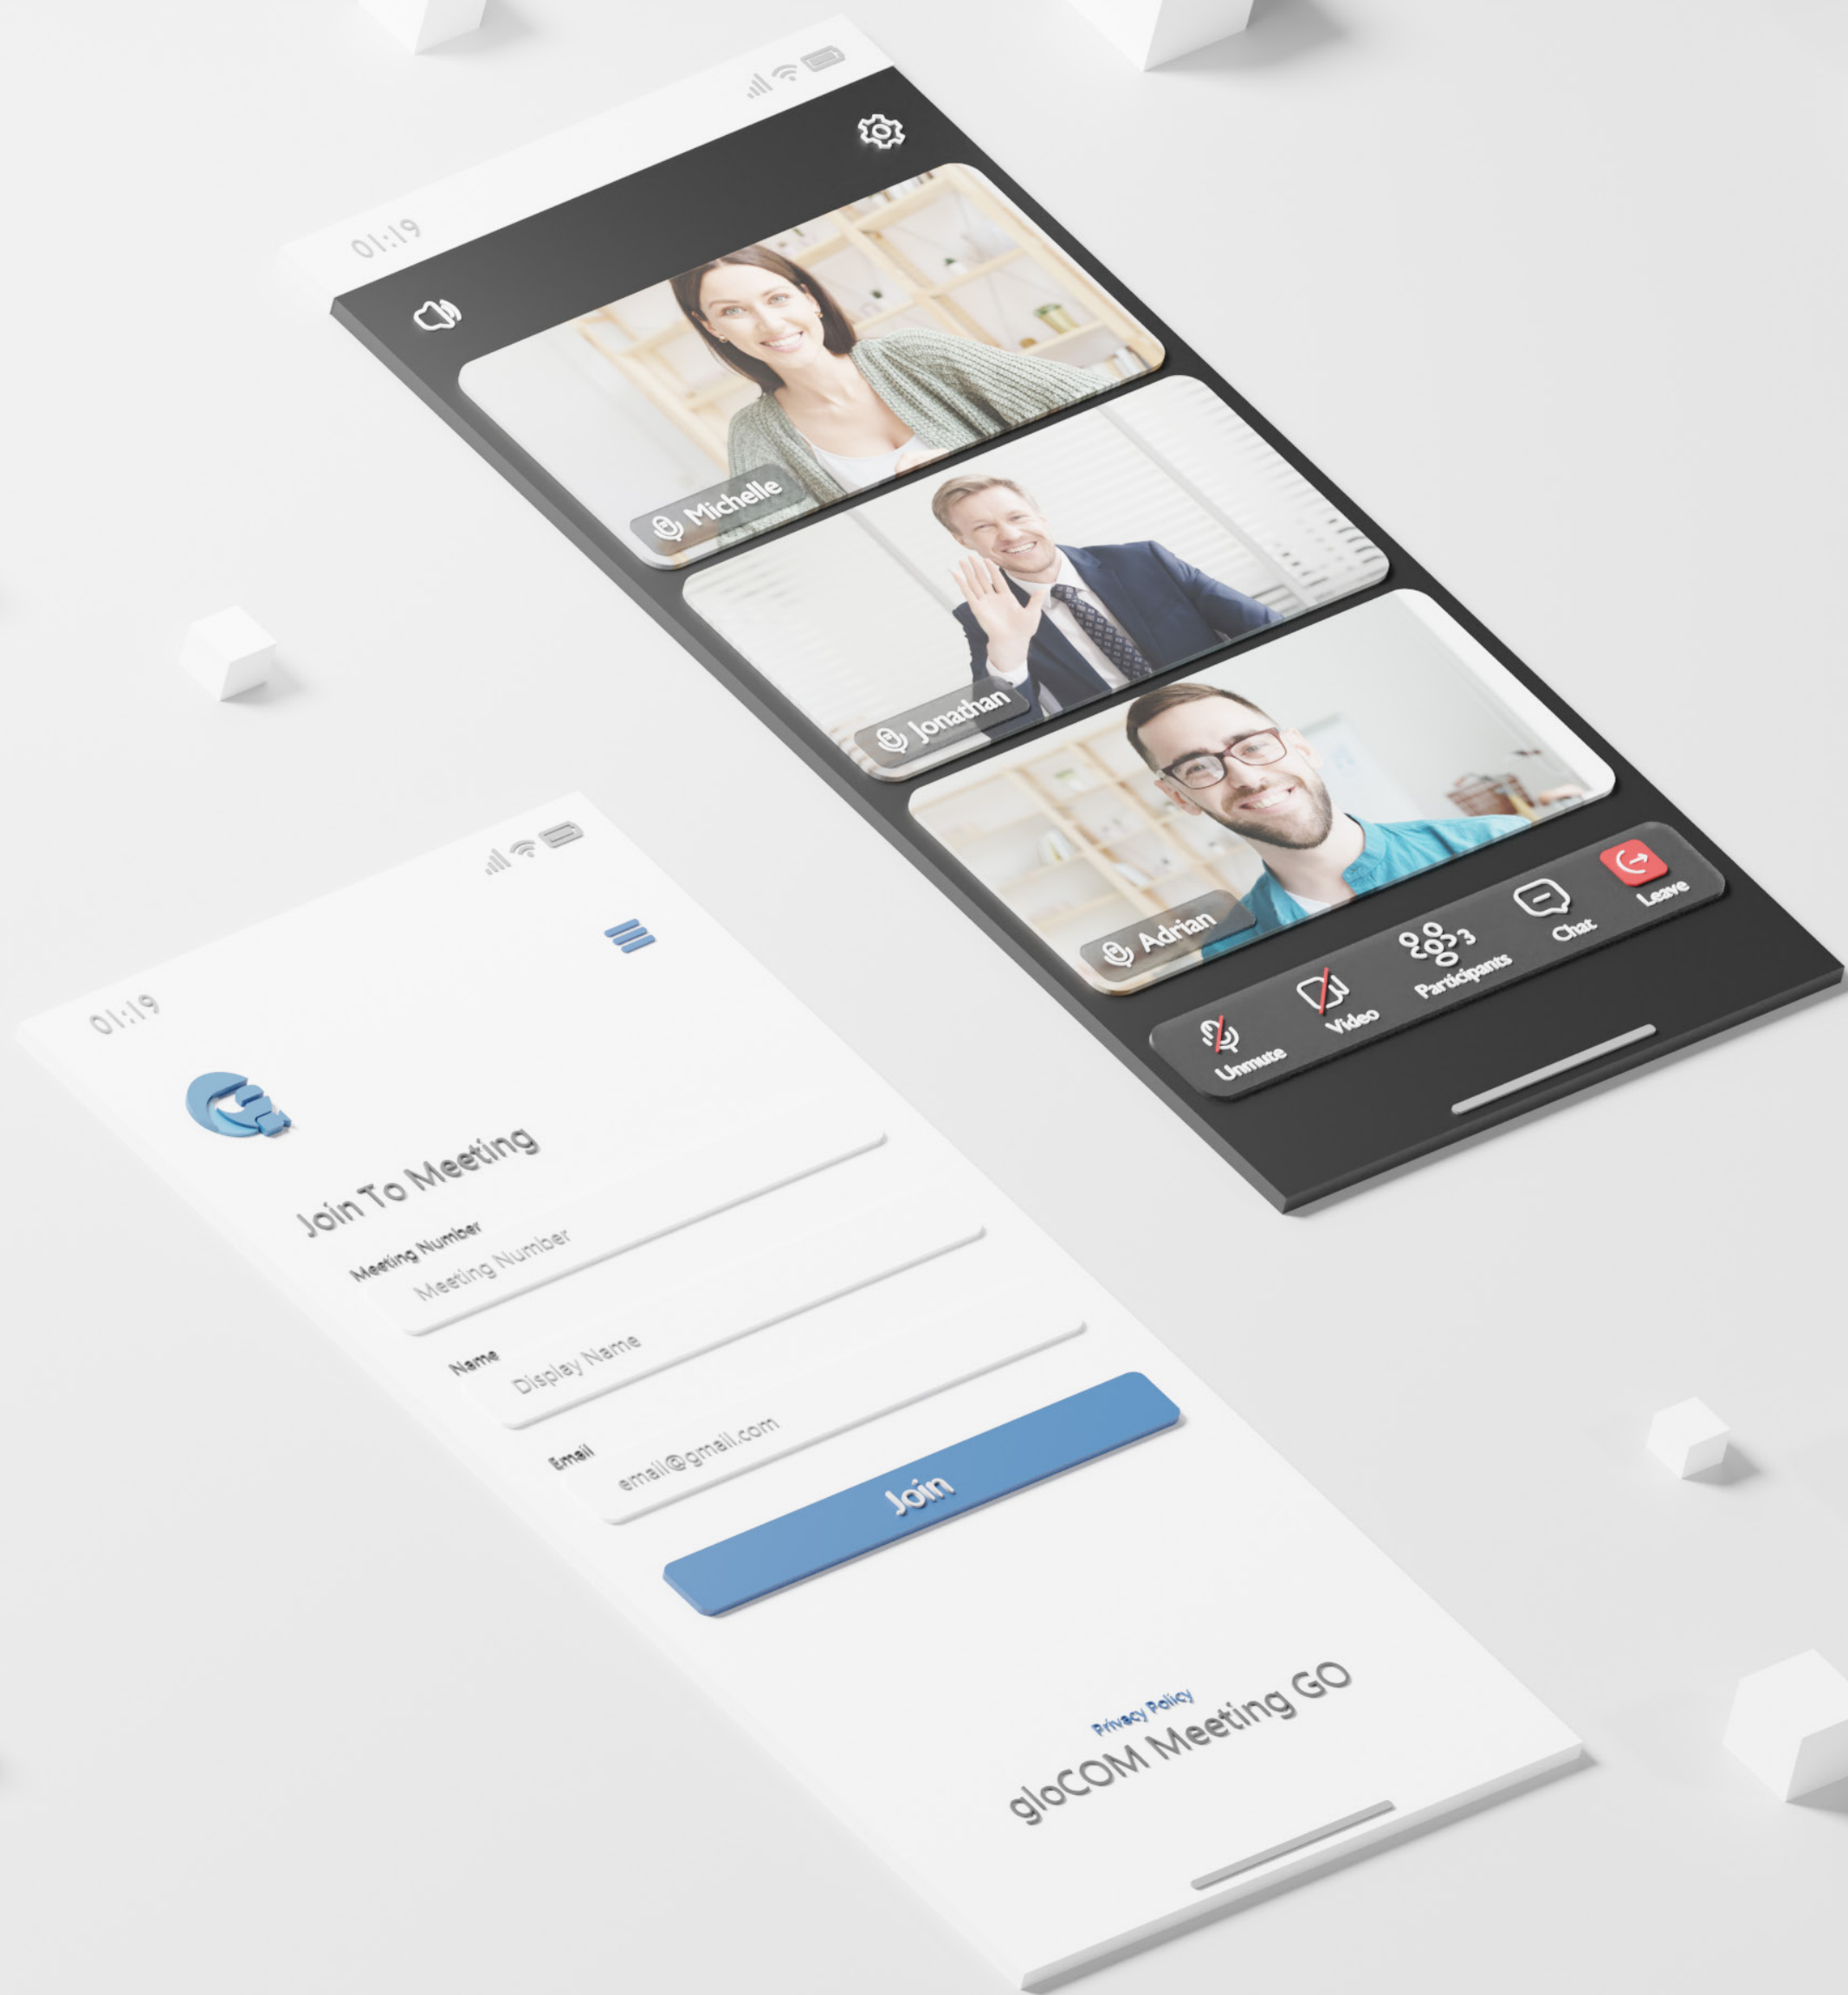 01:19
Michelle
Jonathan
Adrian
Unmute
Video
Participants
3
Chat
Leave
01:19
Join To Meeting
Meeting Number
Meeting Number
Name
Display Name
Email
email@gmail.com
Join
Privacy Policy
gloCOM Meeting GO